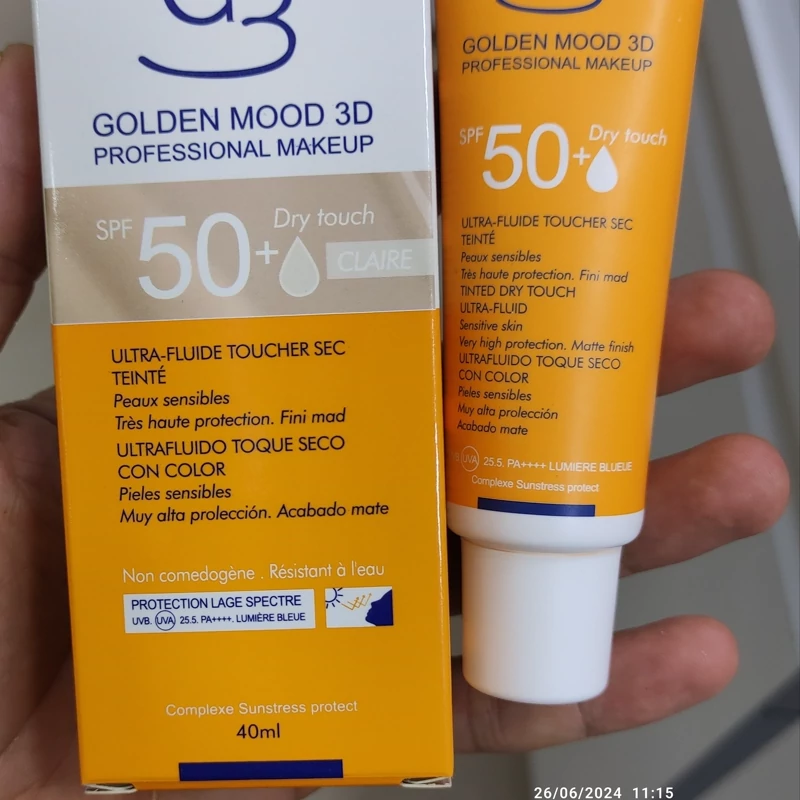 GOLDEN MOOD 3D
PROFESSIONAL MAKEUP
SPF 50+ Dry touch
CLAIRE
ULTRA-FLUIDE TOUCHER SEC
TEINTÉ
Peaux sensibles
Très haute protection. Fini mad
ULTRAFLUIDO TOQUE SECO
CON COLOR
Pieles sensibles
Muy alta prolección. Acabado mate
Non comedogène . Résistant à l'eau
PROTECTION LAGE SPECTRE
UVB. UVA 25.5. PA++++. LUMIÈRE BLEUE
Complexe Sunstress protect
40ml
GOLDEN MOOD 3D
PROFESSIONAL MAKEUP
SPF 50+ Dry touch
ULTRA-FLUIDE TOUCHER SEC
TEINTÉ
Peaux sensibles
Très haute protection. Fini mad
TINTED DRY TOUCH
ULTRA-FLUID
Sensitive skin
Very high protection. Matte finish
ULTRAFLUIDO TOQUE SECO
CON COLOR
Pieles sensibles
Muy alta prolección
Acabado mate
UVA 25.5. PA++++ LUMIERE BLUEUE
Complexe Sunstress protect
26/06/2024 11:15